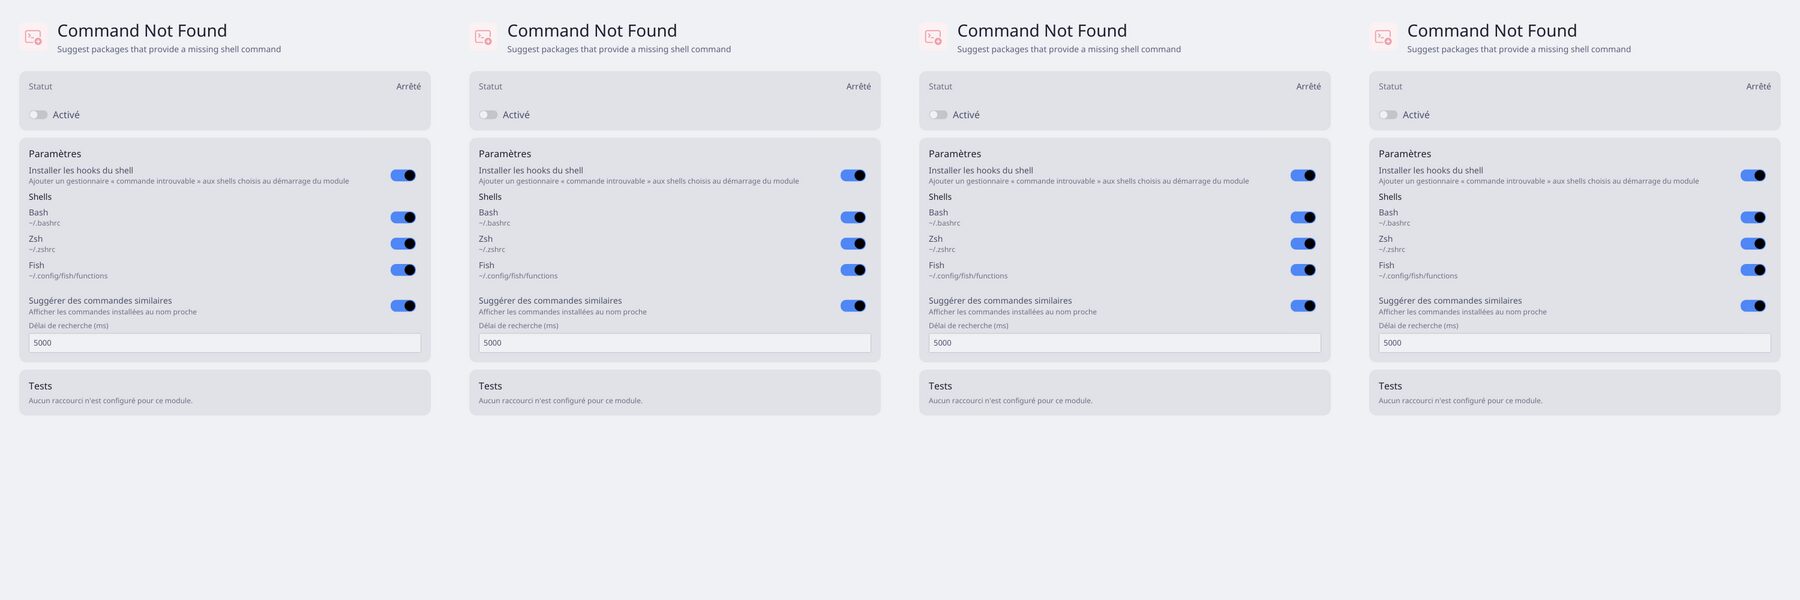 Command Not Found
Suggest packages that provide a missing shell command
Statut
Arrêté
Activé
Paramètres
Installer les hooks du shell
Ajouter un gestionnaire « commande introuvable » aux shells choisis au démarrage du module
Shells
Bash
~/.bashrc
Zsh
~/.zshrc
Fish
~/.config/fish/functions
Suggérer des commandes similaires
Afficher les commandes installées au nom proche
Délai de recherche (ms)
5000
Tests
Aucun raccourci n'est configuré pour ce module.
Command Not Found
Suggest packages that provide a missing shell command
Statut
Arrêté
Activé
Paramètres
Installer les hooks du shell
Ajouter un gestionnaire « commande introuvable » aux shells choisis au démarrage du module
Shells
Bash
~/.bashrc
Zsh
~/.zshrc
Fish
~/.config/fish/functions
Suggérer des commandes similaires
Afficher les commandes installées au nom proche
Délai de recherche (ms)
5000
Tests
Aucun raccourci n'est configuré pour ce module.
Command Not Found
Suggest packages that provide a missing shell command
Statut
Arrêté
Activé
Paramètres
Installer les hooks du shell
Ajouter un gestionnaire « commande introuvable » aux shells choisis au démarrage du module
Shells
Bash
~/.bashrc
Zsh
~/.zshrc
Fish
~/.config/fish/functions
Suggérer des commandes similaires
Afficher les commandes installées au nom proche
Délai de recherche (ms)
5000
Tests
Aucun raccourci n'est configuré pour ce module.
Command Not Found
Suggest packages that provide a missing shell command
Statut
Arrêté
Activé
Paramètres
Installer les hooks du shell
Ajouter un gestionnaire « commande introuvable » aux shells choisis au démarrage du module
Shells
Bash
~/.bashrc
Zsh
~/.zshrc
Fish
~/.config/fish/functions
Suggérer des commandes similaires
Afficher les commandes installées au nom proche
Délai de recherche (ms)
5000
Tests
Aucun raccourci n'est configuré pour ce module.